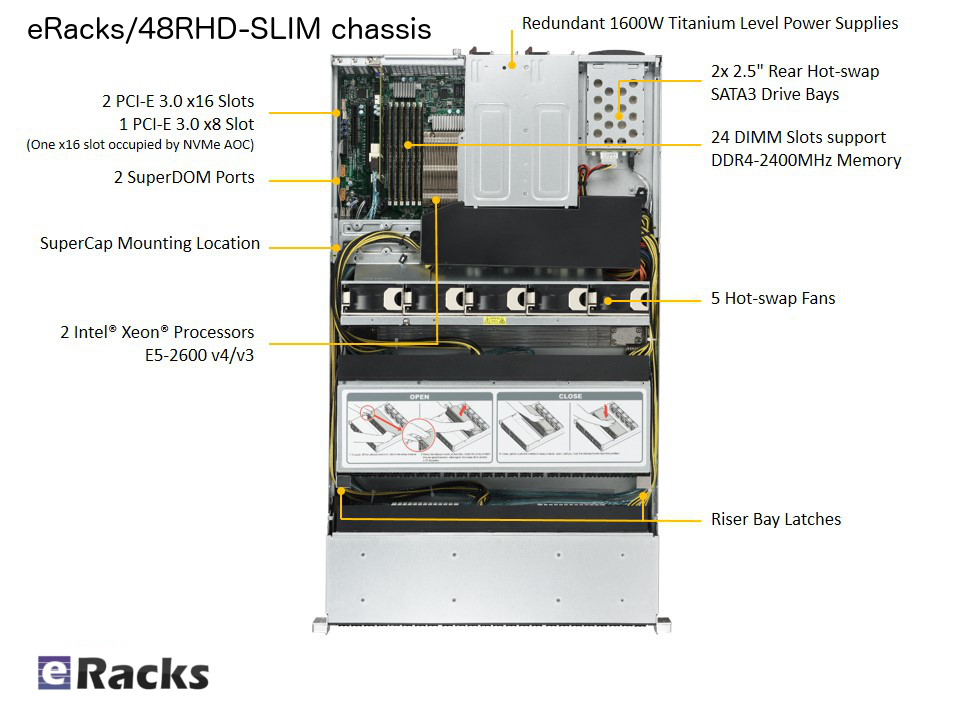 eRacks/48RHD-SLIM chassis
Redundant 1600W Titanium Level Power Supplies
2x 2.5" Rear Hot-swap
SATA3 Drive Bays
2 PCI-E 3.0 x16 Slots
1 PCI-E 3.0 x8 Slot
(One x16 slot occupied by NVMe AOC)
24 DIMM Slots support
DDR4-2400MHz Memory
2 SuperDOM Ports
SuperCap Mounting Location
5 Hot-swap Fans
2 Intel® Xeon® Processors
E5-2600 v4/v3
OPEN
CLOSE
Riser Bay Latches
eRacks